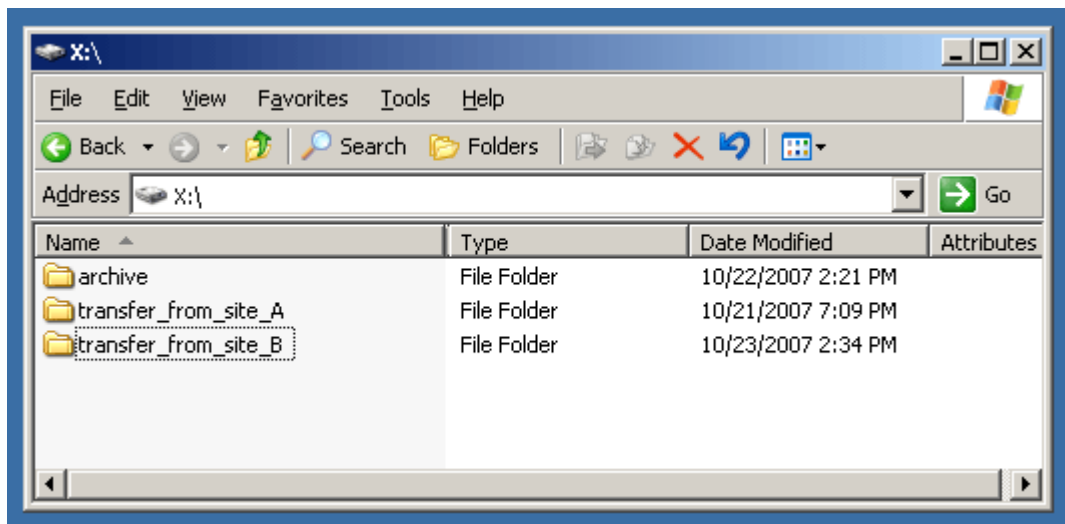 X:\
File Edit View Favorites Tools Help
Back Search Folders
Address X:\ Go
Name Type Date Modified Attributes
archive File Folder 10/22/2007 2:21 PM
transfer_from_site_A File Folder 10/21/2007 7:09 PM
transfer_from_site_B File Folder 10/23/2007 2:34 PM